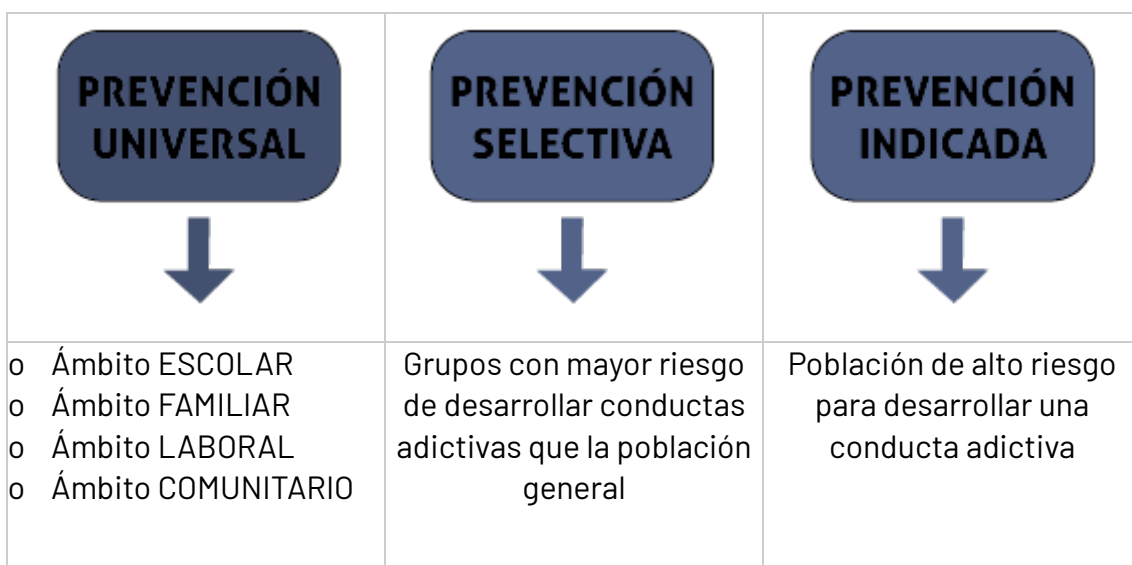 PREVENCIÓN
UNIVERSAL
PREVENCIÓN
SELECTIVA
PREVENCIÓN
INDICADA
o Ámbito ESCOLAR
o Ámbito FAMILIAR
o Ámbito LABORAL
o Ámbito COMUNITARIO
Grupos con mayor riesgo
de desarrollar conductas
adictivas que la población
general
Población de alto riesgo
para desarrollar una
conducta adictiva